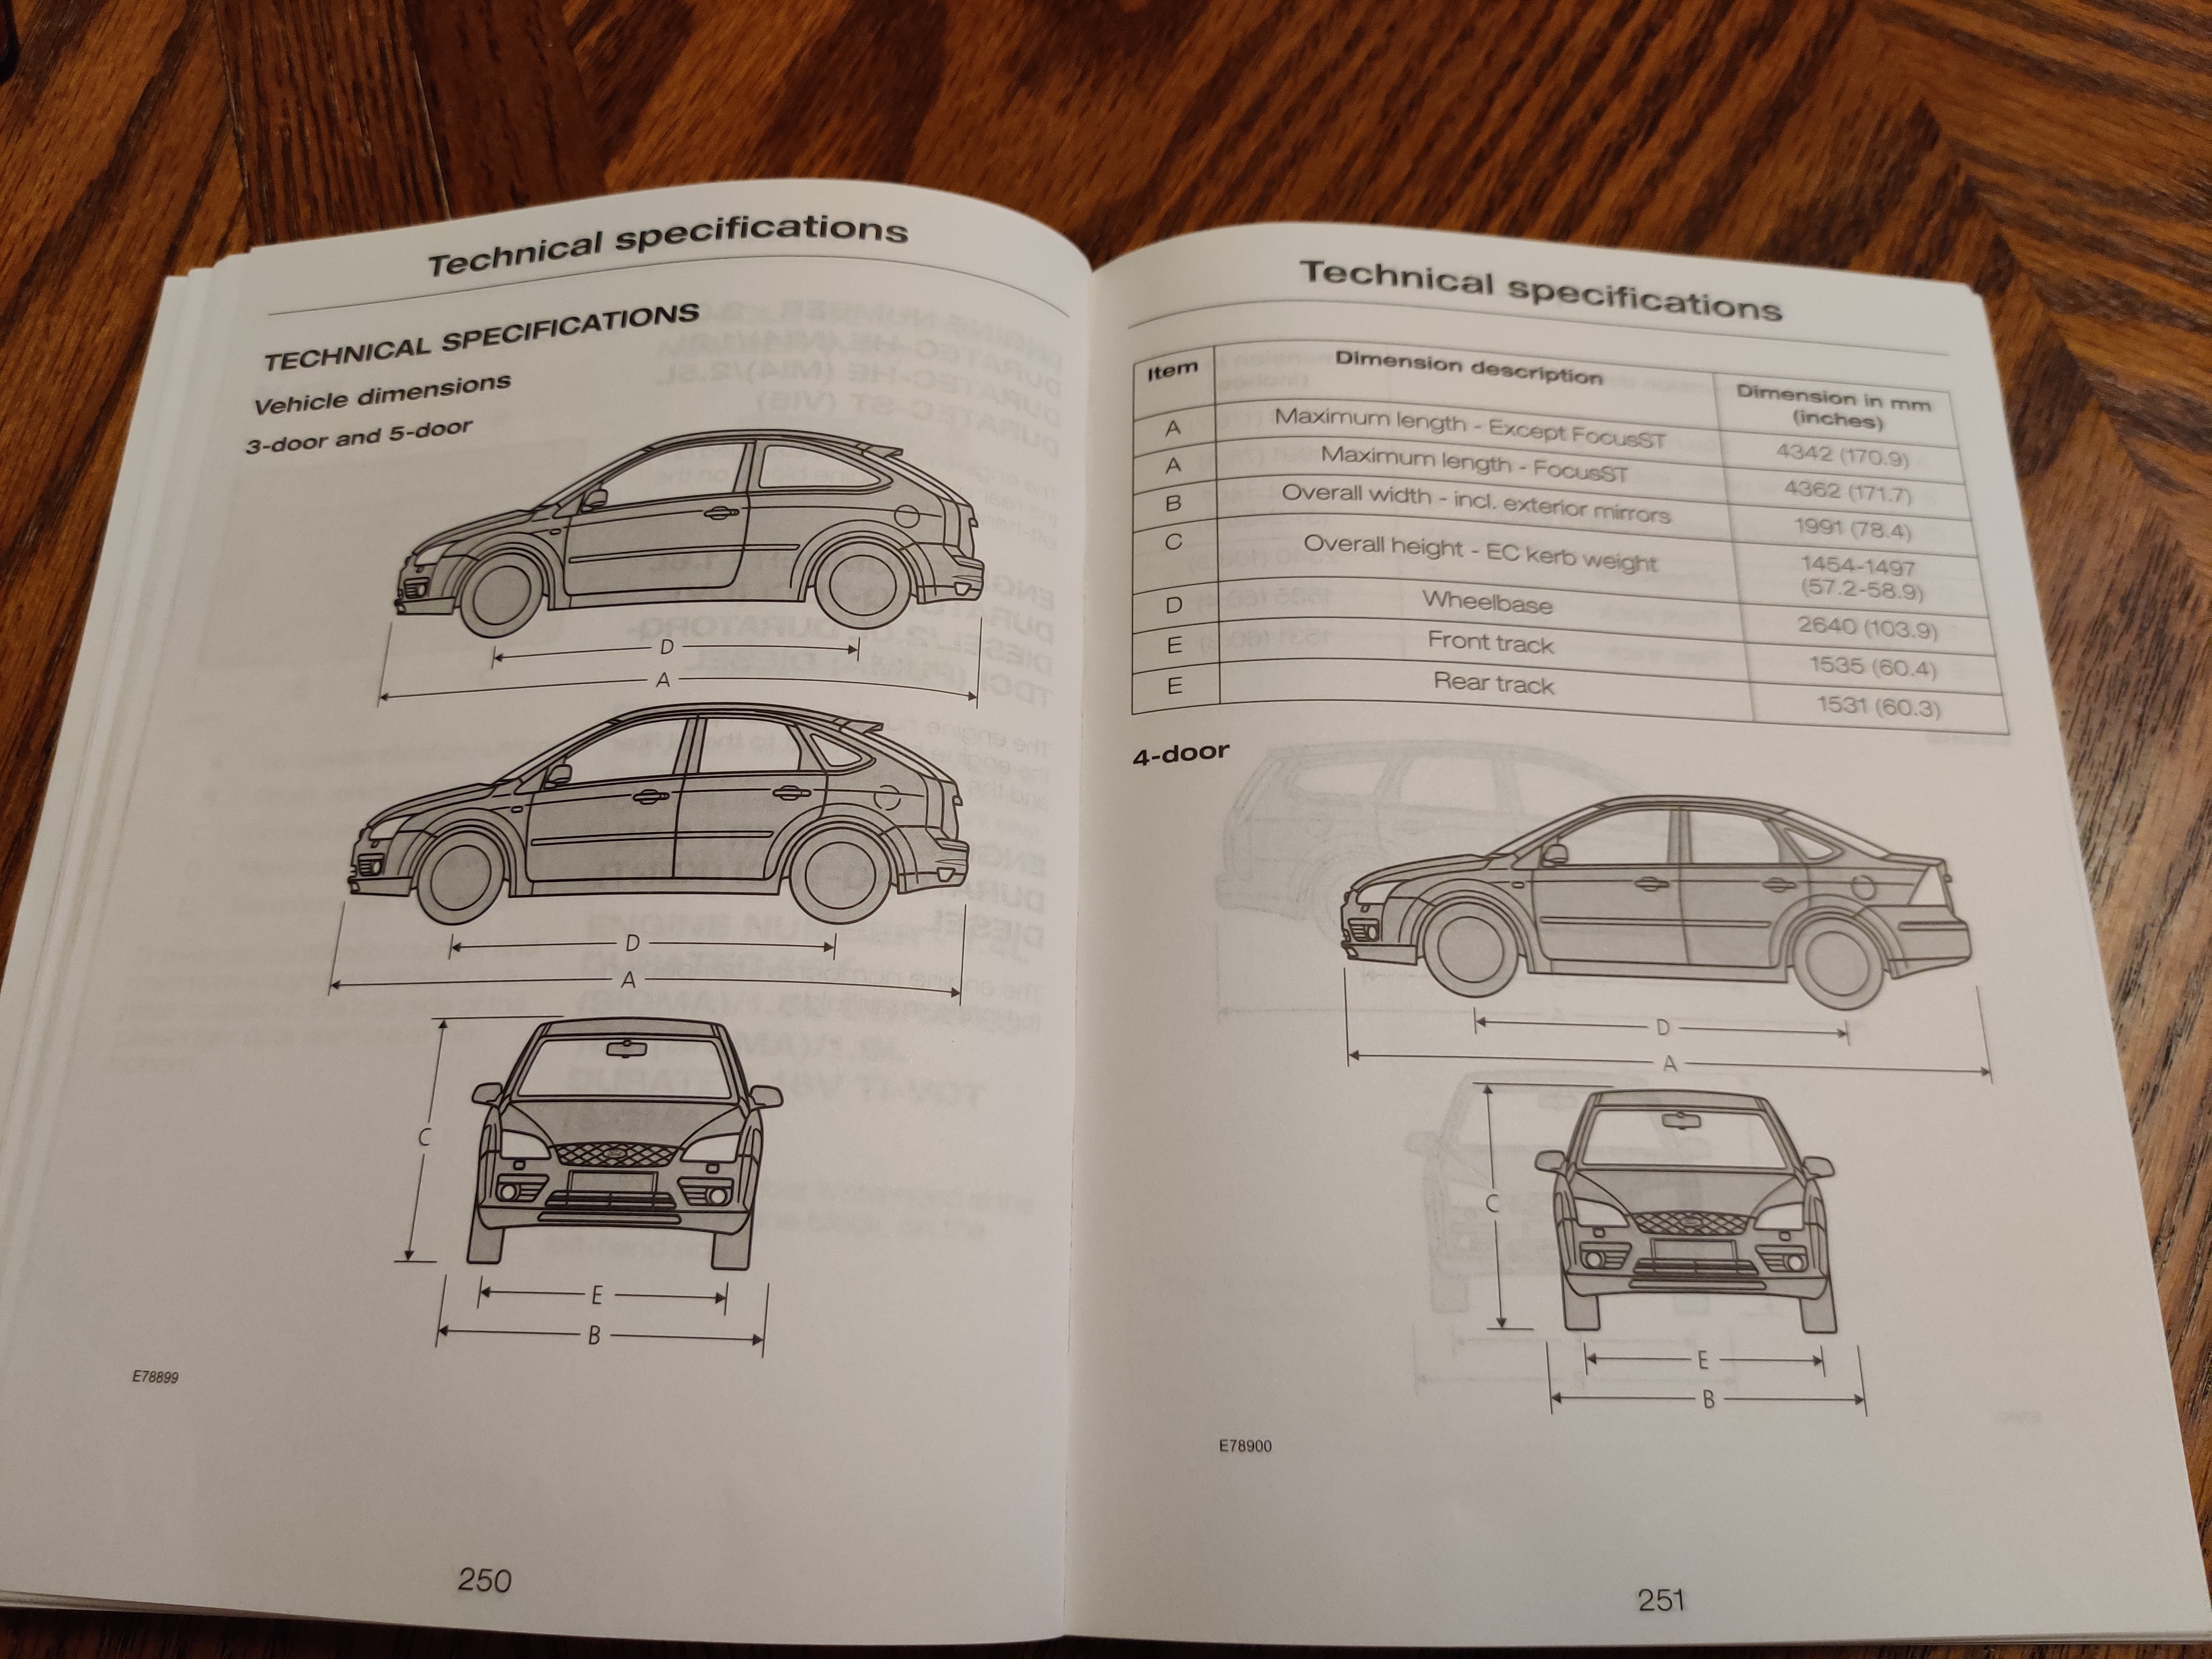 Technical specifications
TECHNICAL SPECIFICATIONS
Vehicle dimensions
3-door and 5-door
D
A
D
A
C
E
B
E78899
250
Technical specifications
Item Dimension description Dimension in mm (inches)
A Maximum length - Except FocusST 4342 (170.9)
A Maximum length - FocusST 4362 (171.7)
B Overall width - incl. exterior mirrors 1991 (78.4)
C Overall height - EC kerb weight 1454-1497 (57.2-58.9)
D Wheelbase 2640 (103.9)
E Front track 1535 (60.4)
E Rear track 1531 (60.3)
4-door
D
A
C
E
B
E78900
251